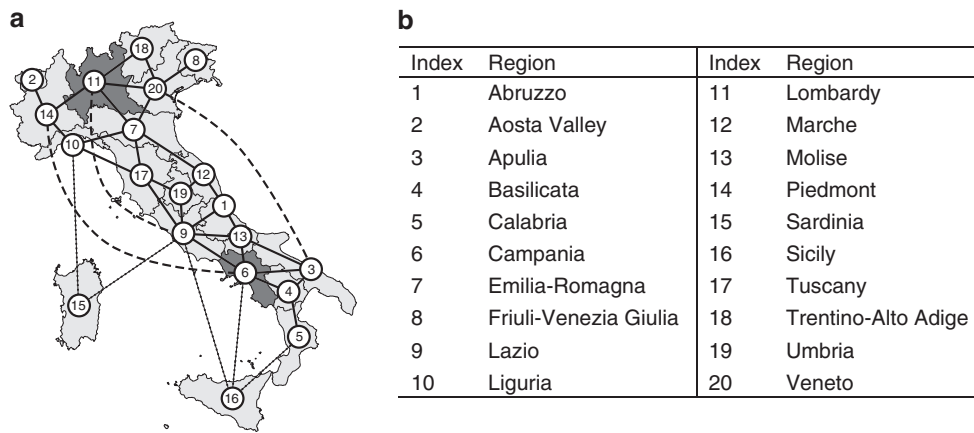 a
18
8
2
11
20
14
7
10
17
12
19
1
9
13
6
3
4
15
5
16
b
Index Region Index Region
1 Abruzzo 11 Lombardy
2 Aosta Valley 12 Marche
3 Apulia 13 Molise
4 Basilicata 14 Piedmont
5 Calabria 15 Sardinia
6 Campania 16 Sicily
7 Emilia-Romagna 17 Tuscany
8 Friuli-Venezia Giulia 18 Trentino-Alto Adige
9 Lazio 19 Umbria
10 Liguria 20 Veneto